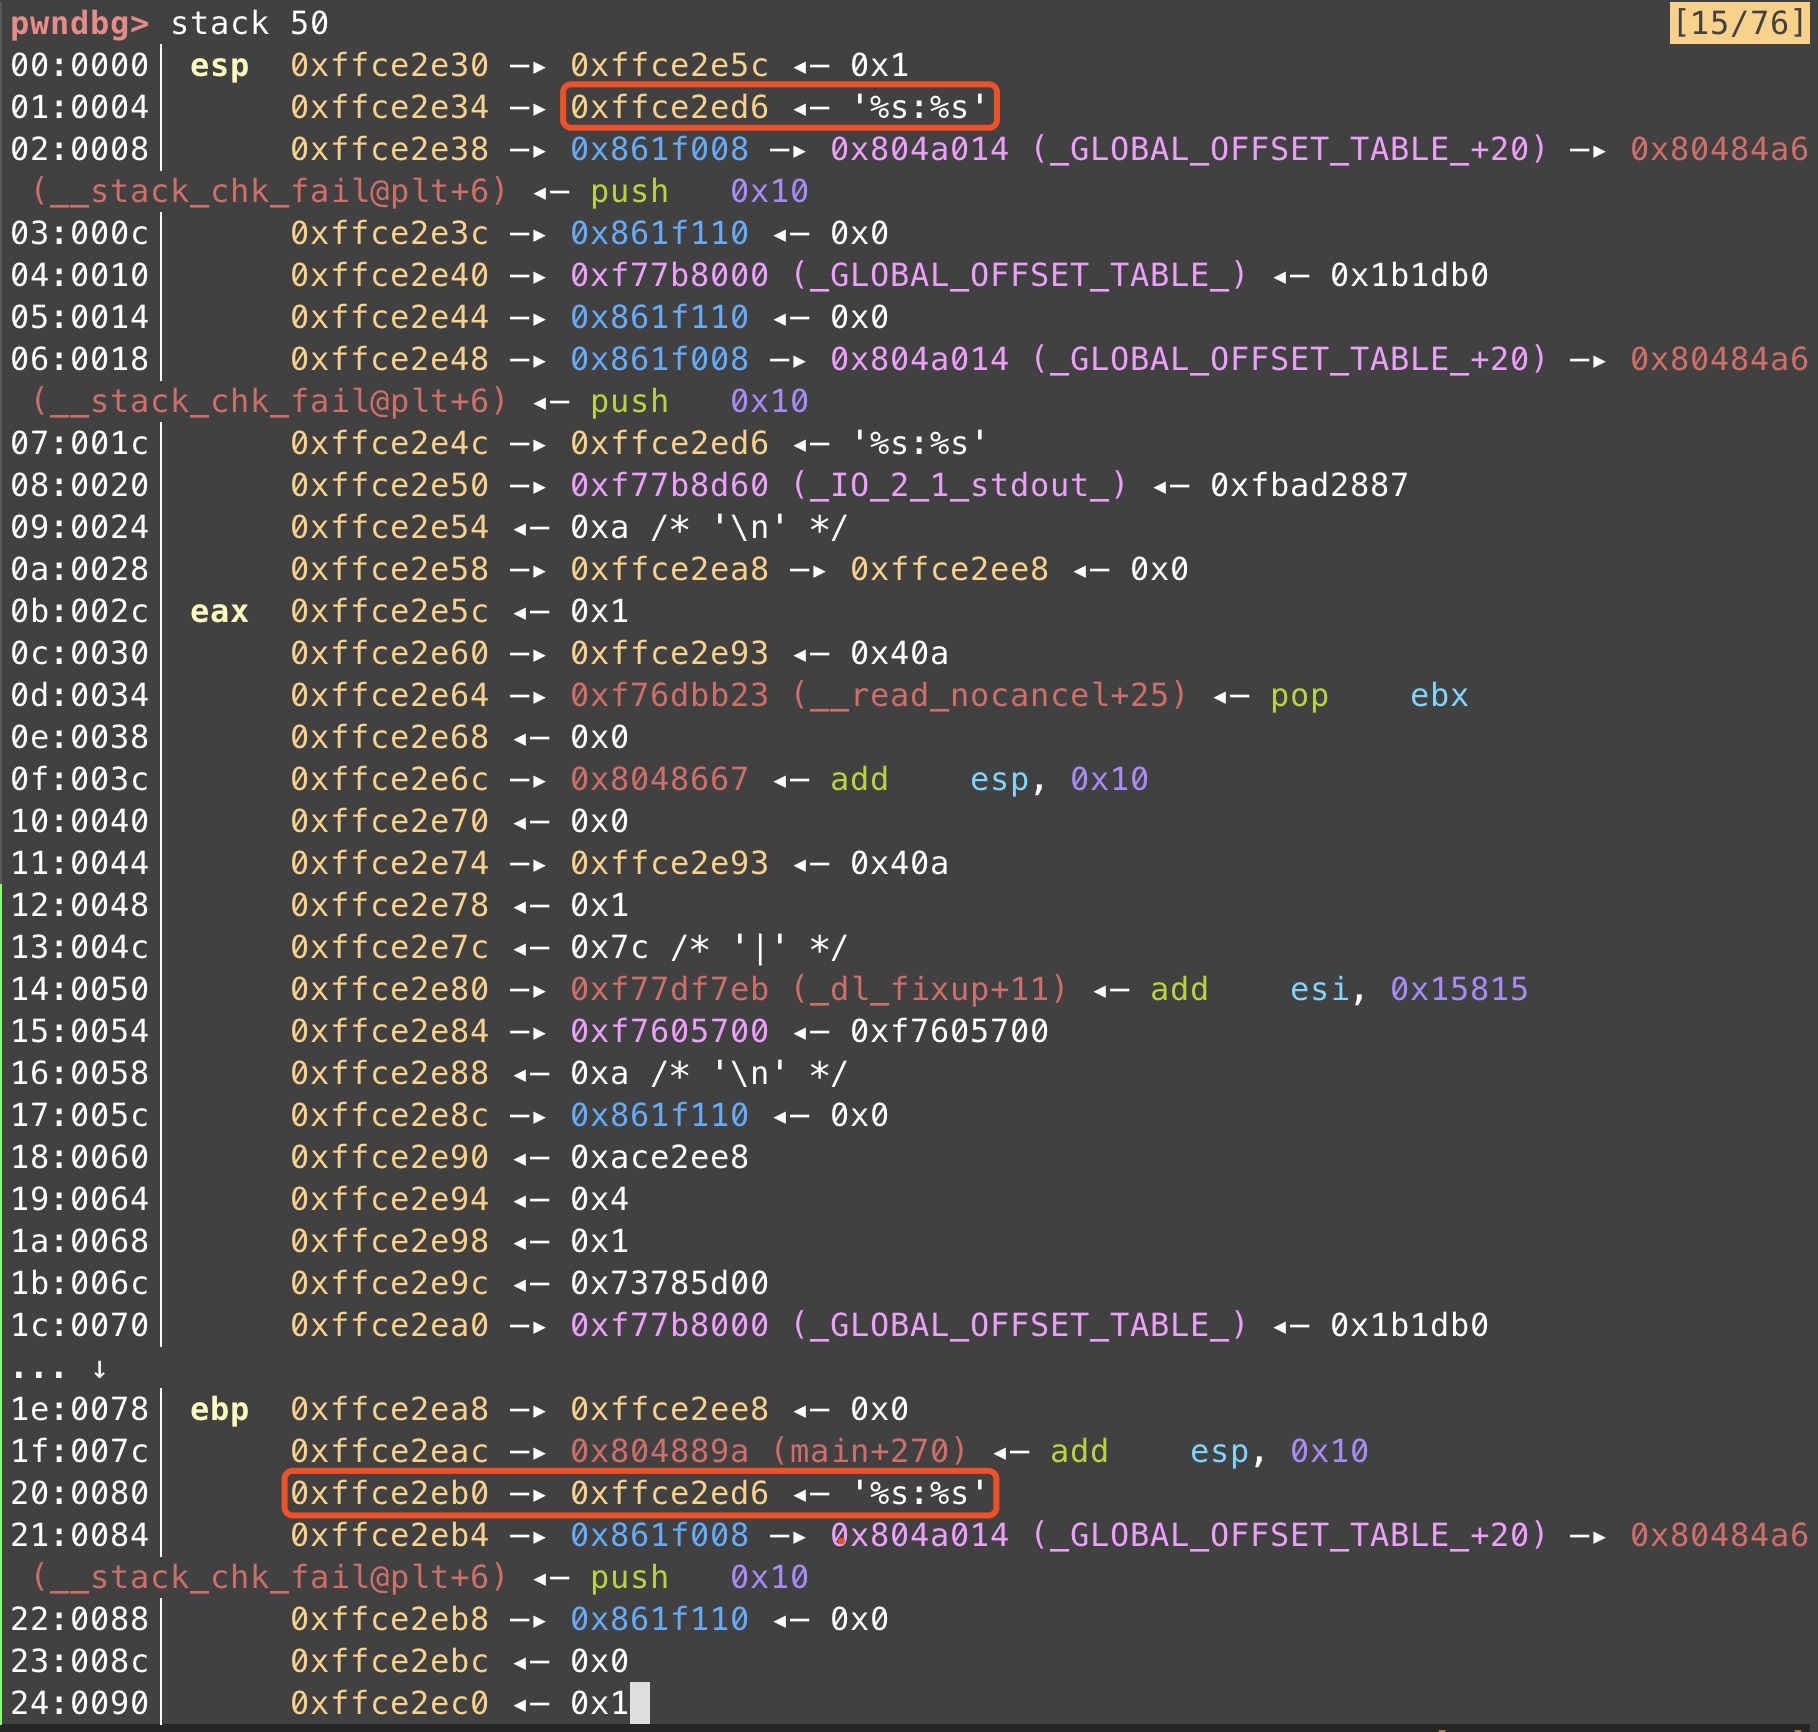 pwndbg> stack 50 [15/76]
00:0000│ esp 0xffce2e30 —▸ 0xffce2e5c ◂— 0x1
01:0004│ 0xffce2e34 —▸ 0xffce2ed6 ◂— '%s:%s'
02:0008│ 0xffce2e38 —▸ 0x861f008 —▸ 0x804a014 (_GLOBAL_OFFSET_TABLE_+20) —▸ 0x80484a6
(__stack_chk_fail@plt+6) ◂— push 0x10
03:000c│ 0xffce2e3c —▸ 0x861f110 ◂— 0x0
04:0010│ 0xffce2e40 —▸ 0xf77b8000 (_GLOBAL_OFFSET_TABLE_) ◂— 0x1b1db0
05:0014│ 0xffce2e44 —▸ 0x861f110 ◂— 0x0
06:0018│ 0xffce2e48 —▸ 0x861f008 —▸ 0x804a014 (_GLOBAL_OFFSET_TABLE_+20) —▸ 0x80484a6
(__stack_chk_fail@plt+6) ◂— push 0x10
07:001c│ 0xffce2e4c —▸ 0xffce2ed6 ◂— '%s:%s'
08:0020│ 0xffce2e50 —▸ 0xf77b8d60 (_IO_2_1_stdout_) ◂— 0xfbad2887
09:0024│ 0xffce2e54 ◂— 0xa /* '\n' */
0a:0028│ 0xffce2e58 —▸ 0xffce2ea8 —▸ 0xffce2ee8 ◂— 0x0
0b:002c│ eax 0xffce2e5c ◂— 0x1
0c:0030│ 0xffce2e60 —▸ 0xffce2e93 ◂— 0x40a
0d:0034│ 0xffce2e64 —▸ 0xf76dbb23 (__read_nocancel+25) ◂— pop ebx
0e:0038│ 0xffce2e68 ◂— 0x0
0f:003c│ 0xffce2e6c —▸ 0x8048667 ◂— add esp, 0x10
10:0040│ 0xffce2e70 ◂— 0x0
11:0044│ 0xffce2e74 —▸ 0xffce2e93 ◂— 0x40a
12:0048│ 0xffce2e78 ◂— 0x1
13:004c│ 0xffce2e7c ◂— 0x7c /* '|' */
14:0050│ 0xffce2e80 —▸ 0xf77df7eb (_dl_fixup+11) ◂— add esi, 0x15815
15:0054│ 0xffce2e84 —▸ 0xf7605700 ◂— 0xf7605700
16:0058│ 0xffce2e88 ◂— 0xa /* '\n' */
17:005c│ 0xffce2e8c —▸ 0x861f110 ◂— 0x0
18:0060│ 0xffce2e90 ◂— 0xace2ee8
19:0064│ 0xffce2e94 ◂— 0x4
1a:0068│ 0xffce2e98 ◂— 0x1
1b:006c│ 0xffce2e9c ◂— 0x73785d00
1c:0070│ 0xffce2ea0 —▸ 0xf77b8000 (_GLOBAL_OFFSET_TABLE_) ◂— 0x1b1db0
... ↓
1e:0078│ ebp 0xffce2ea8 —▸ 0xffce2ee8 ◂— 0x0
1f:007c│ 0xffce2eac —▸ 0x804889a (main+270) ◂— add esp, 0x10
20:0080│ 0xffce2eb0 —▸ 0xffce2ed6 ◂— '%s:%s'
21:0084│ 0xffce2eb4 —▸ 0x861f008 —▸ 0x804a014 (_GLOBAL_OFFSET_TABLE_+20) —▸ 0x80484a6
(__stack_chk_fail@plt+6) ◂— push 0x10
22:0088│ 0xffce2eb8 —▸ 0x861f110 ◂— 0x0
23:008c│ 0xffce2ebc ◂— 0x0
24:0090│ 0xffce2ec0 ◂— 0x1